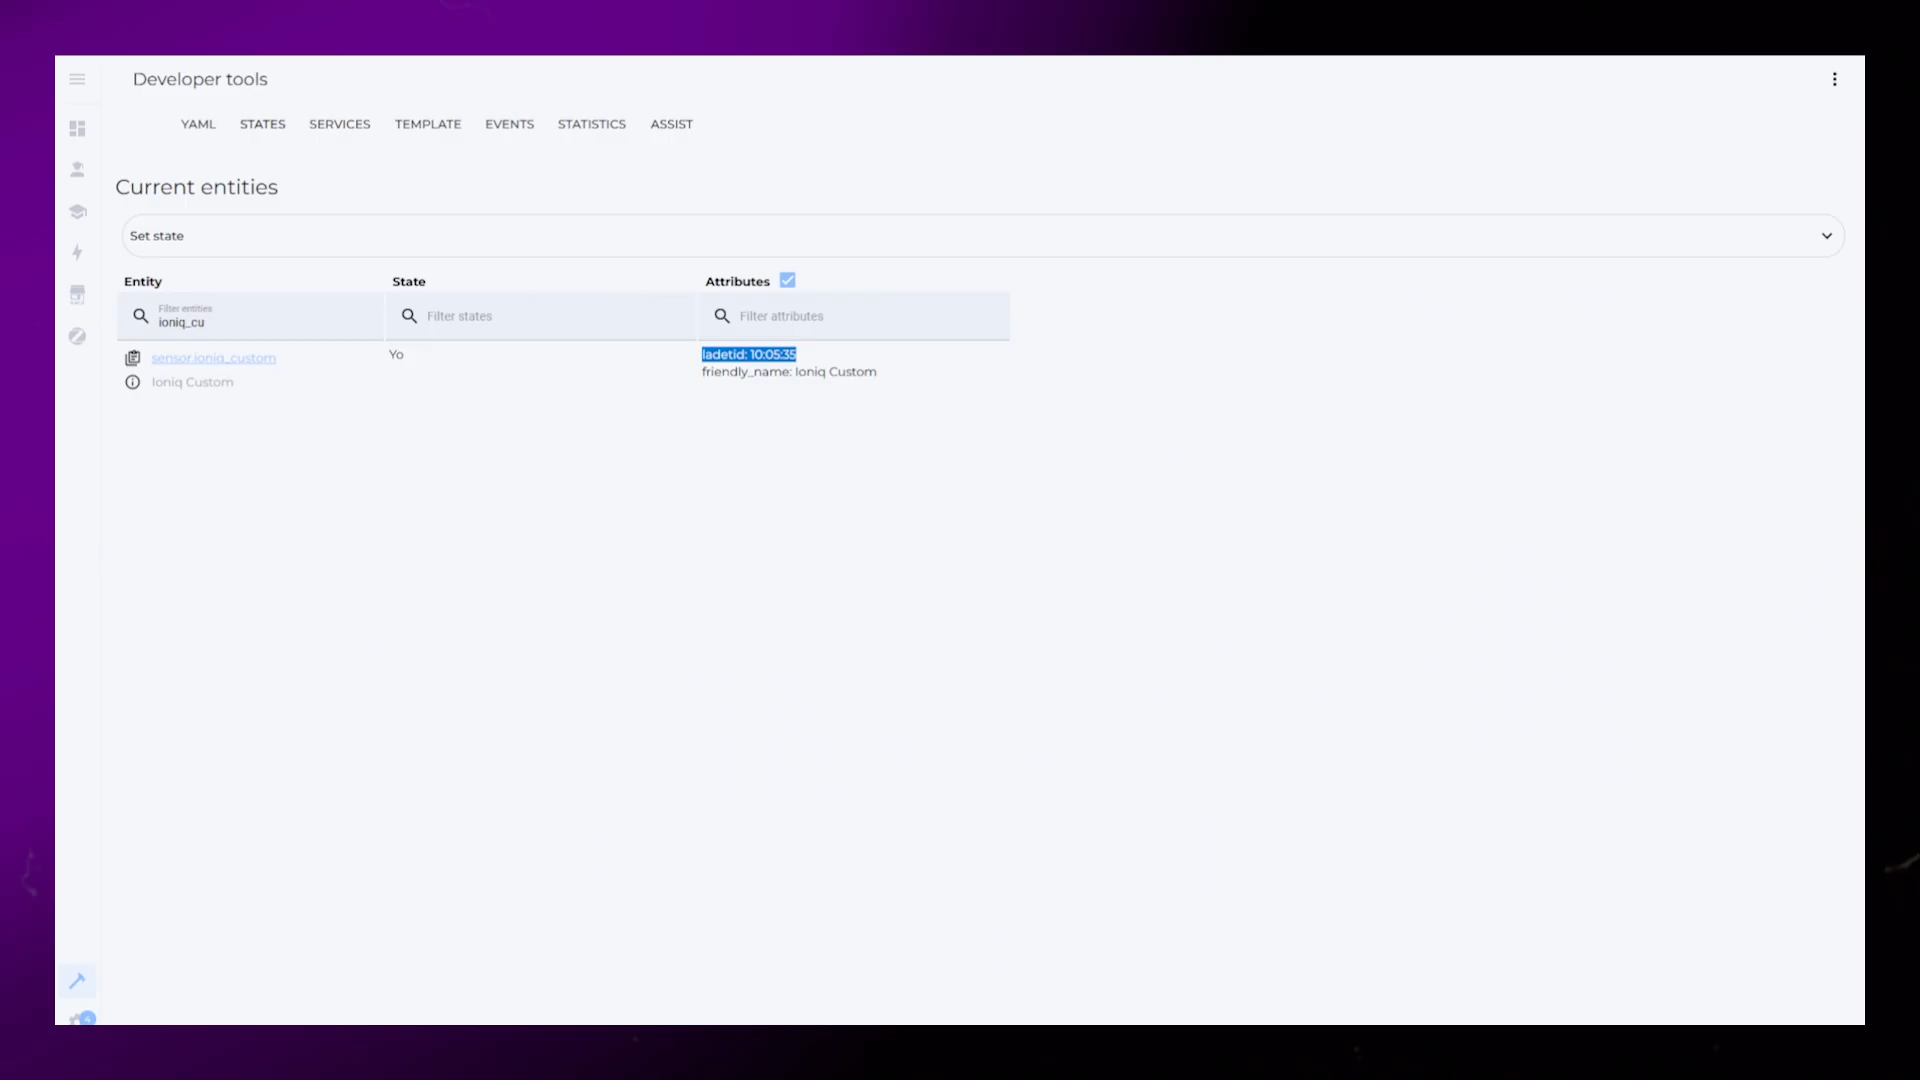 Developer tools
YAML STATES SERVICES TEMPLATE EVENTS STATISTICS ASSIST
Current entities
Set state
Entity State Attributes
Filter entities
ioniq_cu Filter states Filter attributes
sensor.ioniq_custom Yo ladetid: 10:05:35
friendly_name: Ioniq Custom
Ioniq Custom
4